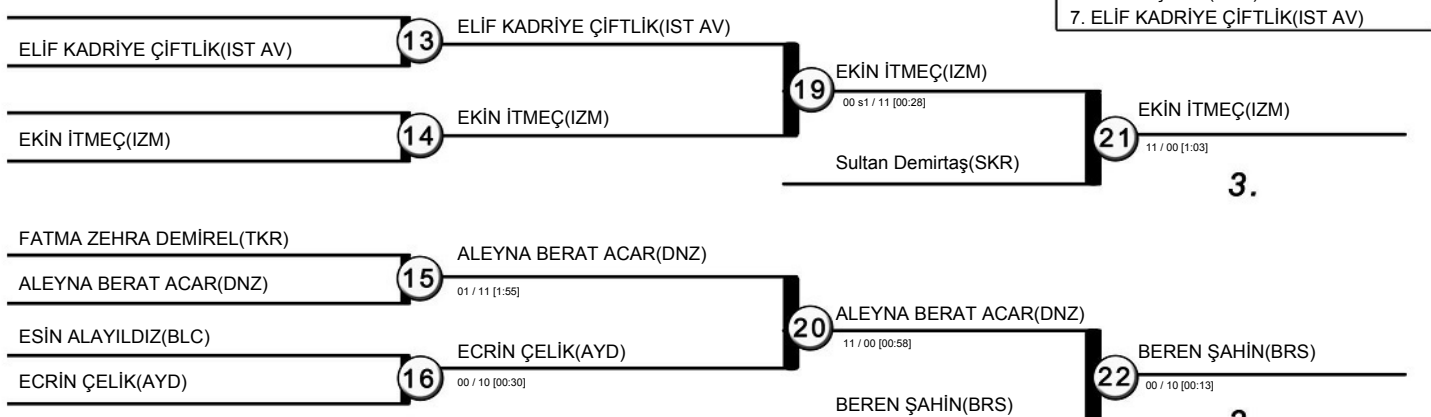 7. ELİF KADRİYE ÇİFTLİK(IST AV)
ELİF KADRİYE ÇİFTLİK(IST AV)
13
ELİF KADRİYE ÇİFTLİK(IST AV)
EKİN İTMEÇ(IZM)
14
EKİN İTMEÇ(IZM)
19
EKİN İTMEÇ(IZM)
00 s1 / 11 [00:28]
Sultan Demirtaş(SKR)
21
EKİN İTMEÇ(IZM)
11 / 00 [1:03]
3.
FATMA ZEHRA DEMİREL(TKR)
ALEYNA BERAT ACAR(DNZ)
15
ALEYNA BERAT ACAR(DNZ)
01 / 11 [1:55]
ESİN ALAYILDIZ(BLC)
ECRİN ÇELİK(AYD)
16
ECRİN ÇELİK(AYD)
00 / 10 [00:30]
20
ALEYNA BERAT ACAR(DNZ)
11 / 00 [00:58]
BEREN ŞAHİN(BRS)
22
BEREN ŞAHİN(BRS)
00 / 10 [00:13]